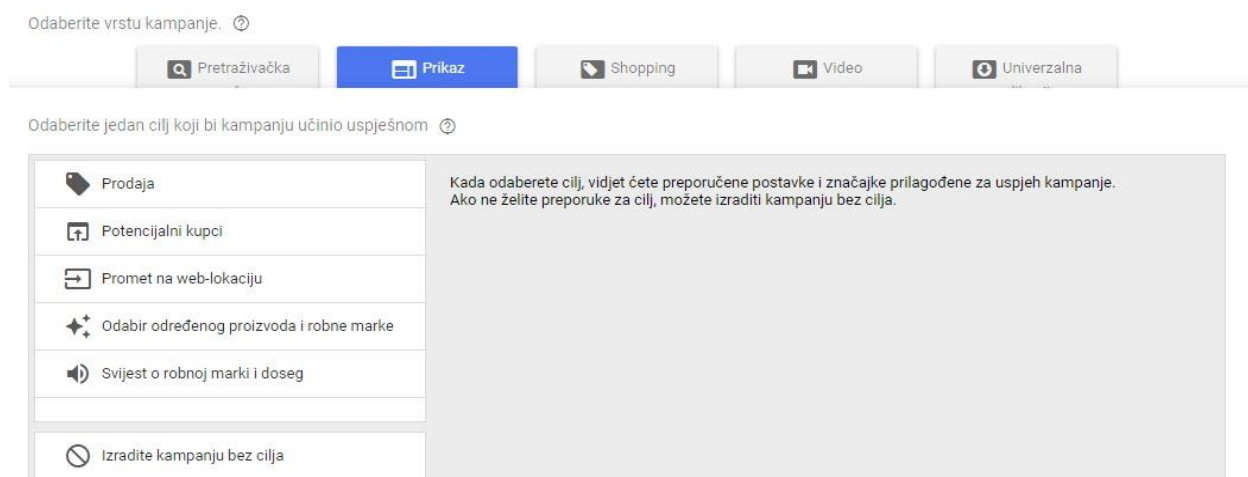 Odaberite vrstu kampanje.
Pretraživačka Prikaz Shopping Video Univerzalna
Odaberite jedan cilj koji bi kampanju učinio uspješnom
Prodaja
Potencijalni kupci
Promet na web-lokaciju
Odabir određenog proizvoda i robne marke
Svijest o robnoj marki i doseg
Izradite kampanju bez cilja
Kada odaberete cilj, vidjet ćete preporučene postavke i značajke prilagođene za uspjeh kampanje.
Ako ne želite preporuke za cilj, možete izraditi kampanju bez cilja.